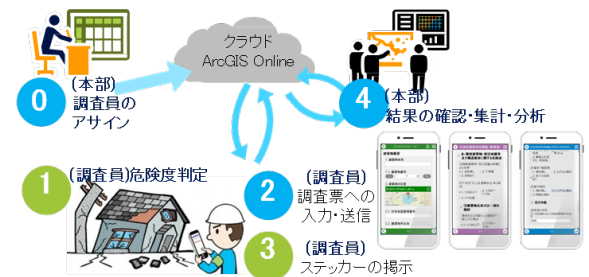 クラウド
ArcGIS Online
0
(本部)
調査員の
アサイン
4
(本部)
結果の確認・集計・分析
1
(調査員)危険度判定
2
(調査員)
調査票への
入力・送信
3
(調査員)
ステッカーの掲示